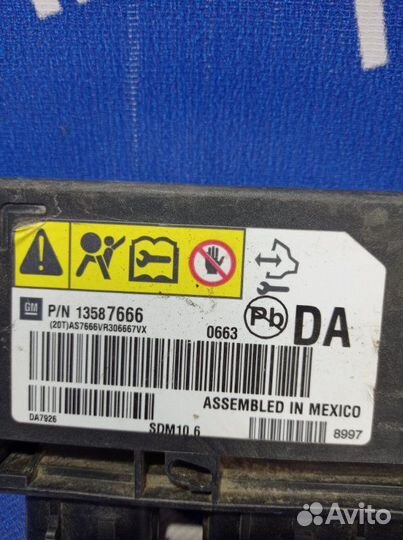 GM P/N 13587666
(20T)AS7666VR306667VX
0663
Pb
DA
ASSEMBLED IN MEXICO
DA7926
SDM10.6
8997
Avito